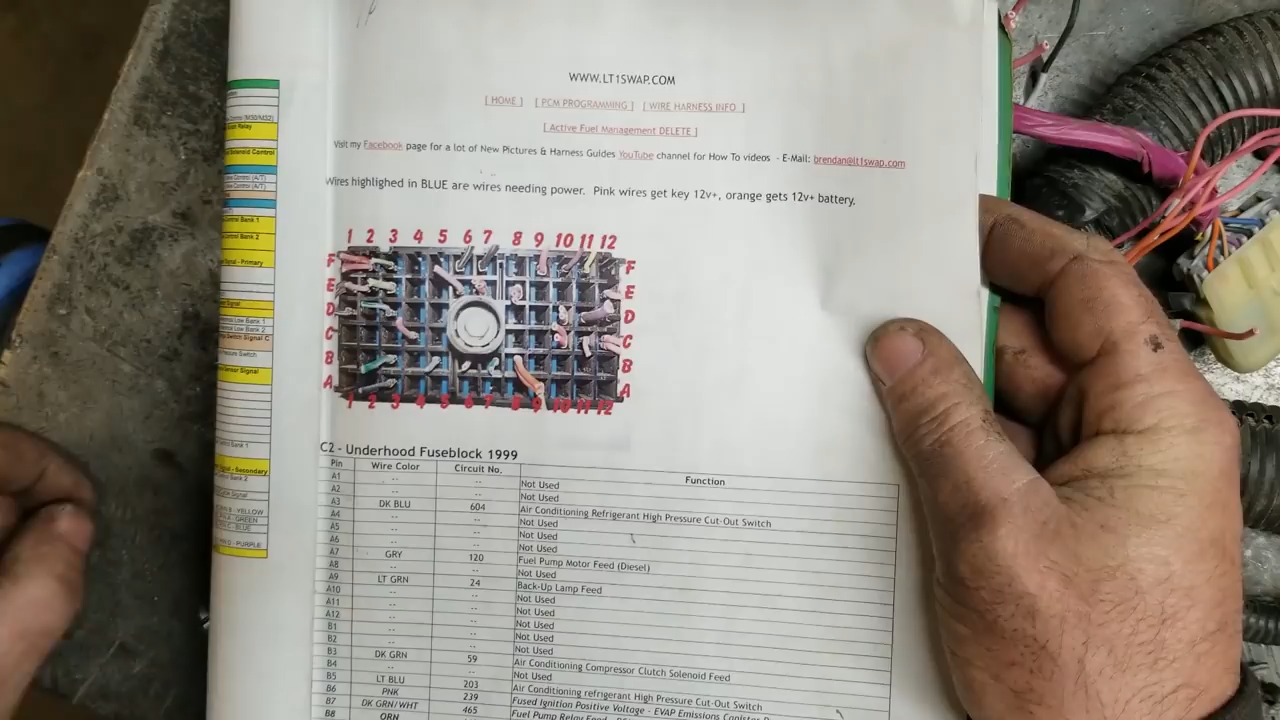 WWW.LT1SWAP.COM
[ HOME ] [ PCM PROGRAMMING ] [ WIRE HARNESS INFO ]
[ Active Fuel Management DELETE ]
Visit my Facebook page for a lot of New Pictures & Harness Guides YouTube channel for How To videos - E-Mail: brendan@lt1swap.com
Wires highlighed in BLUE are wires needing power. Pink wires get key 12v+, orange gets 12v+ battery.
1 2 3 4 5 6 7 8 9 10 11 12
F F
E E
D D
C C
B B
A A
1 2 3 4 5 6 7 8 9 10 11 12
C2 - Underhood Fuseblock 1999
Pin Wire Color Circuit No. Function
A1 -- -- Not Used
A2 -- -- Not Used
A3 DK BLU 604 Air Conditioning Refrigerant High Pressure Cut-Out Switch
A4 -- -- Not Used
A5 -- -- Not Used
A6 -- -- Not Used
A7 GRY 120 Fuel Pump Motor Feed (Diesel)
A8 -- -- Not Used
A9 LT GRN 24 Back-Up Lamp Feed
A10 -- -- Not Used
A11 -- -- Not Used
A12 -- -- Not Used
B1 -- -- Not Used
B2 -- -- Not Used
B3 DK GRN 59 Air Conditioning Compressor Clutch Solenoid Feed
B4 -- -- Not Used
B5 LT BLU 203 Air Conditioning refrigerant High Pressure Cut-Out Switch
B6 PNK 239 Fused Ignition Positive Voltage - EVAP Emissions Canister
B7 DK GRN/WHT 465 Fuel Pump Relay Feed
B8 ORN